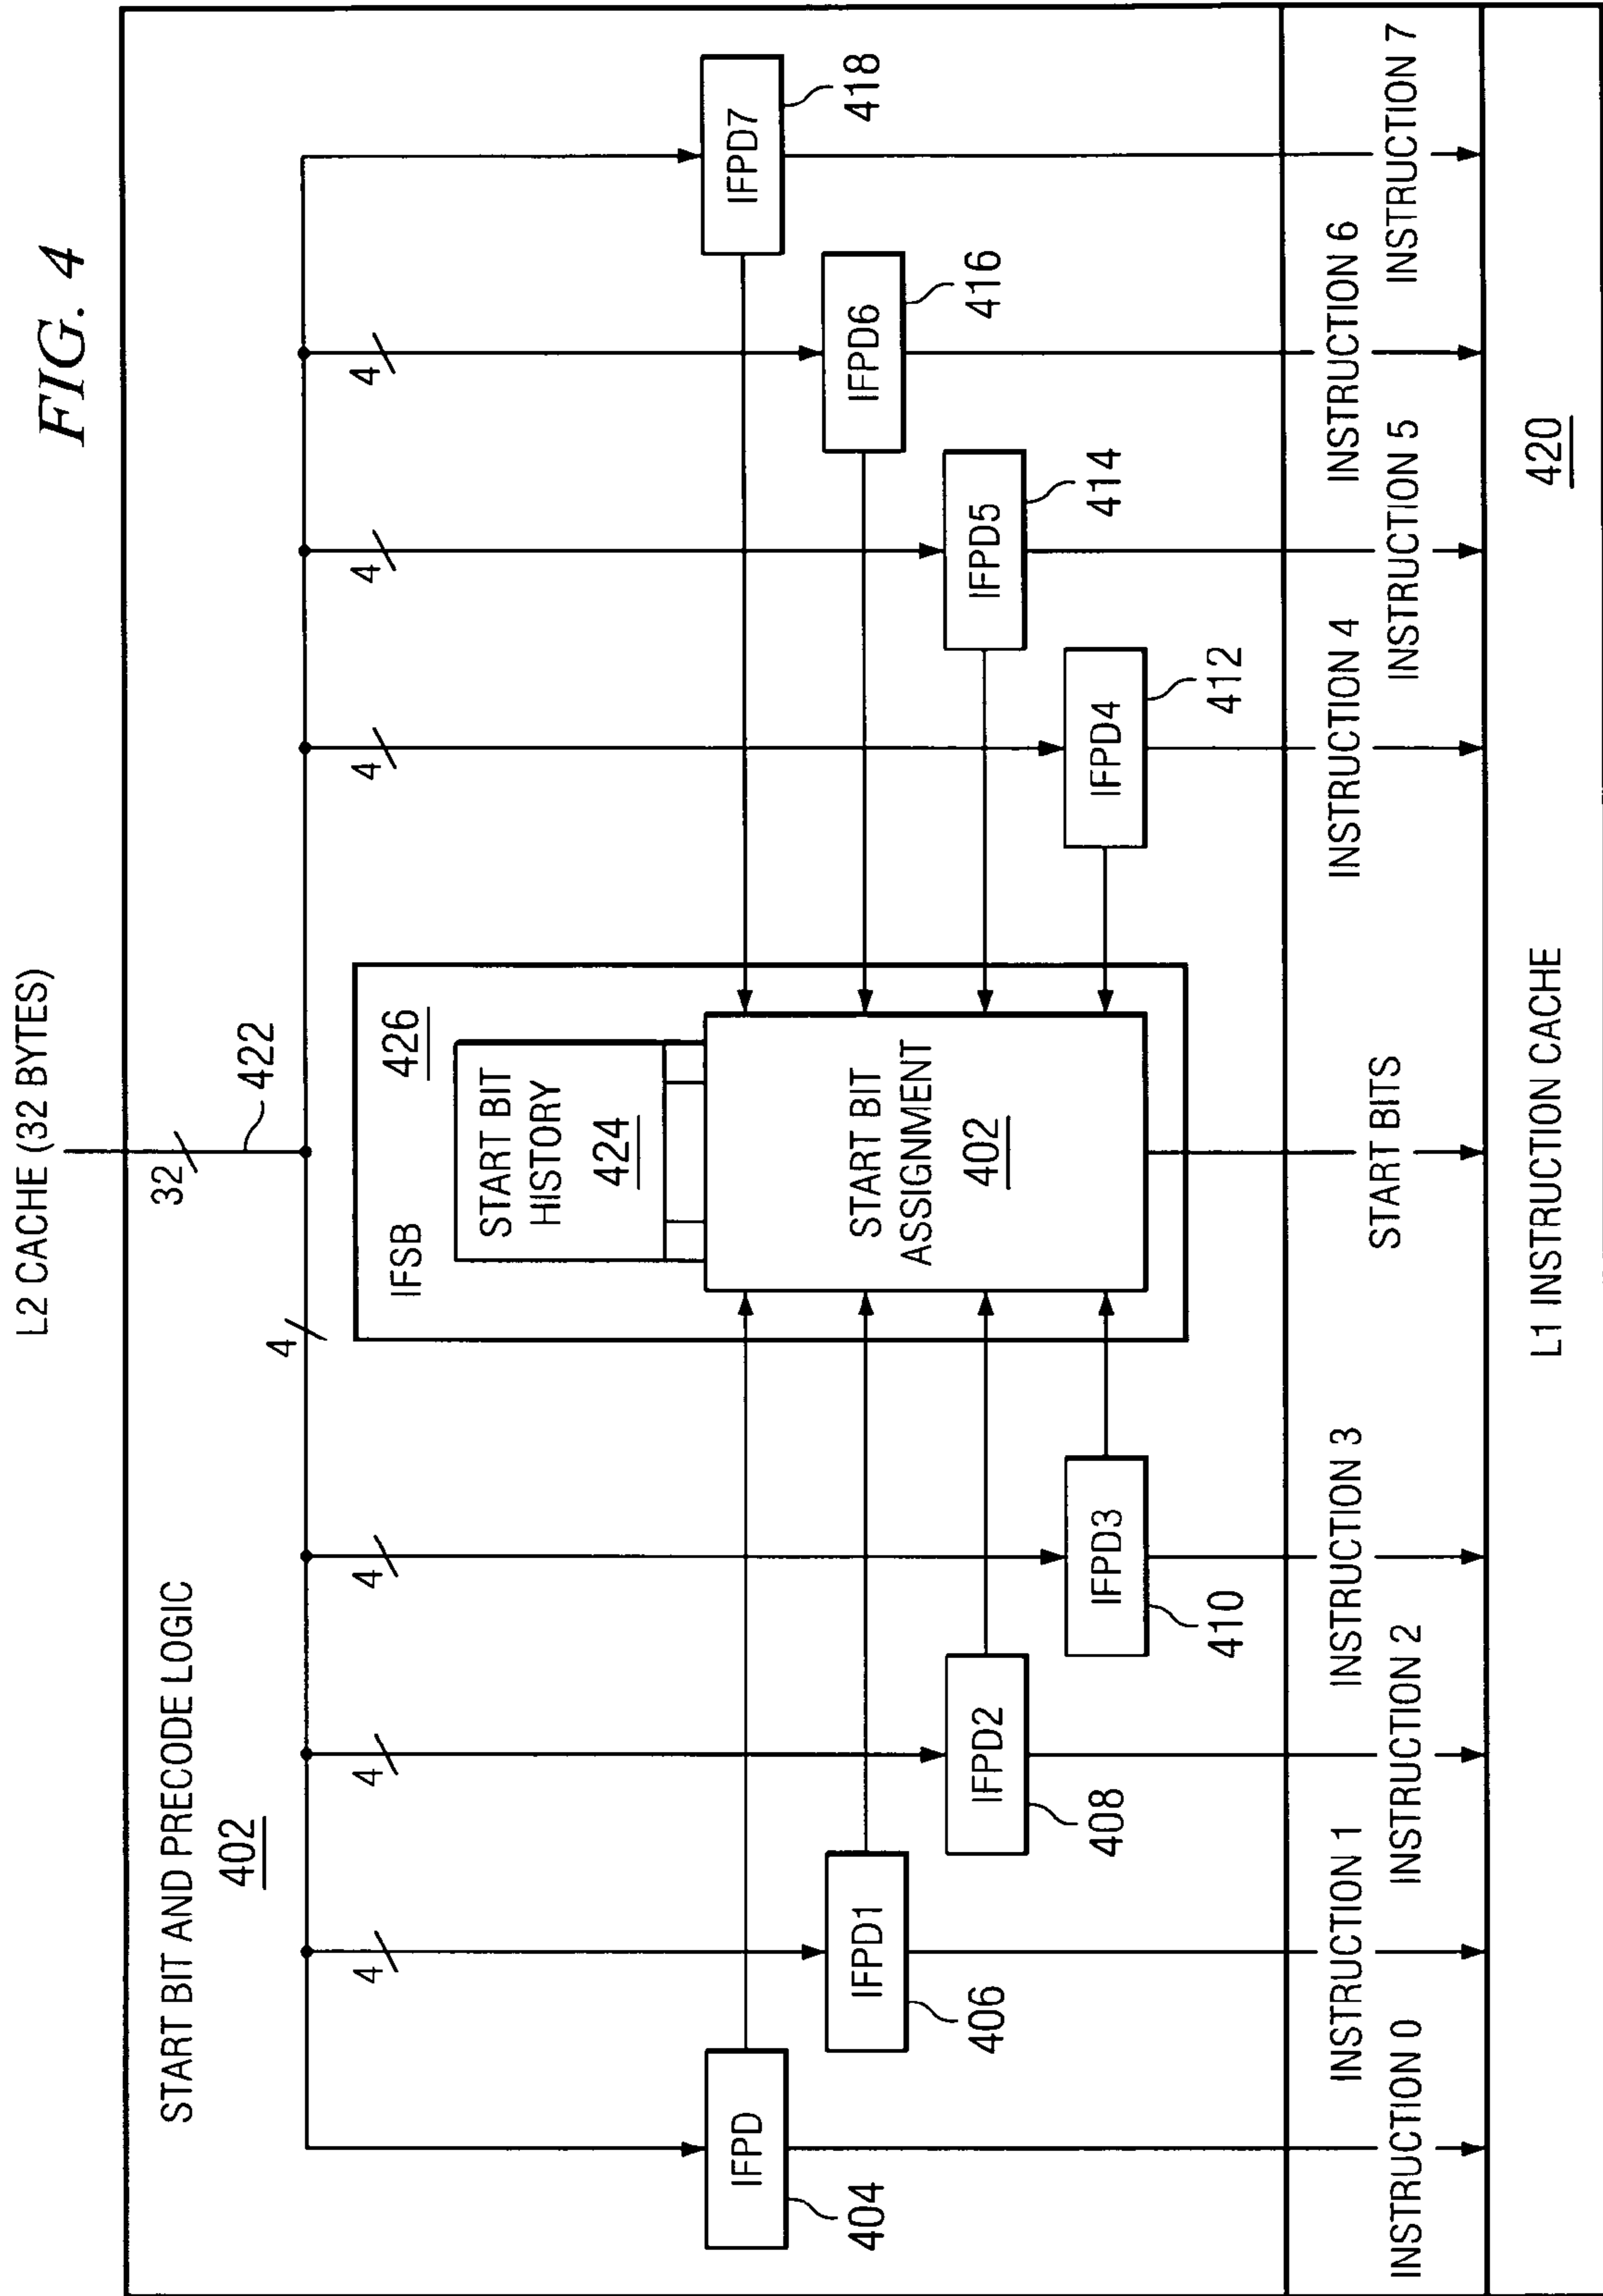 FIG. 4
L2 CACHE (32 BYTES)
32
422
START BIT AND PRECODE LOGIC
402
4
4
4
4
4
4
4
4
IFSB
426
START BIT
HISTORY
424
START BIT
ASSIGNMENT
402
IFPD
404
IFPD1
406
IFPD2
408
IFPD3
410
IFPD4
412
IFPD5
414
IFPD6
416
IFPD7
418
INSTRUCTION 0
INSTRUCTION 1
INSTRUCTION 2
INSTRUCTION 3
START BITS
INSTRUCTION 4
INSTRUCTION 5
INSTRUCTION 6
INSTRUCTION 7
L1 INSTRUCTION CACHE
420